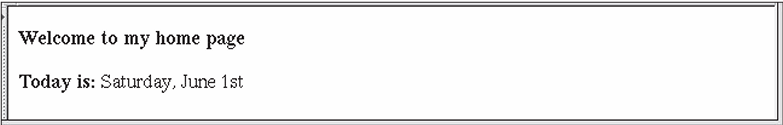 Welcome to my home page
Today is: Saturday, June 1st